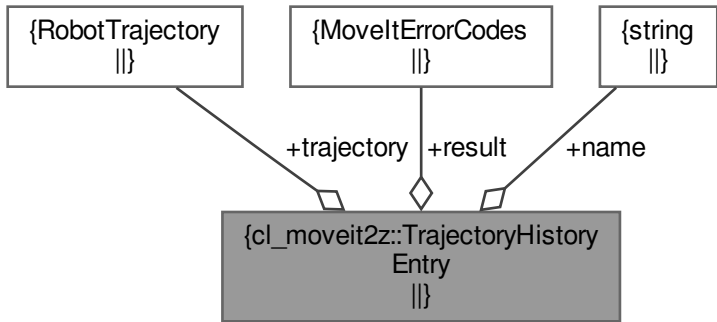 {RobotTrajectory
||}
{MoveItErrorCodes
||}
{string
||}
+trajectory
+result
+name
{cl_moveit2z::TrajectoryHistory
Entry
||}